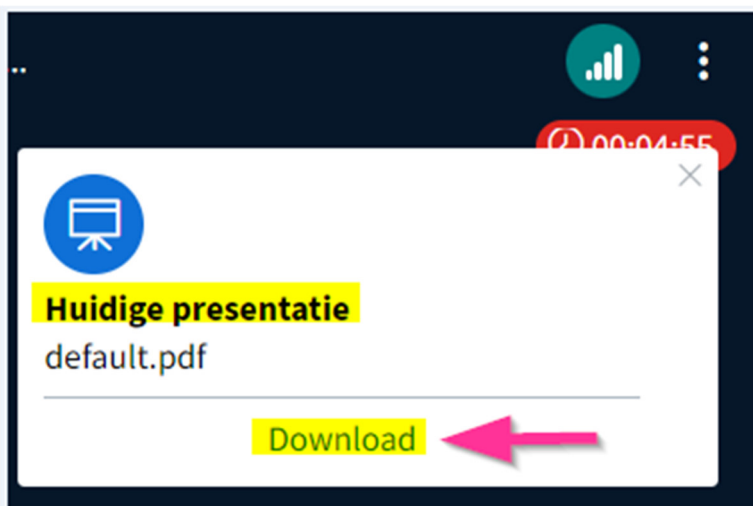 ..
00:04:55
Huidige presentatie
default.pdf
Download